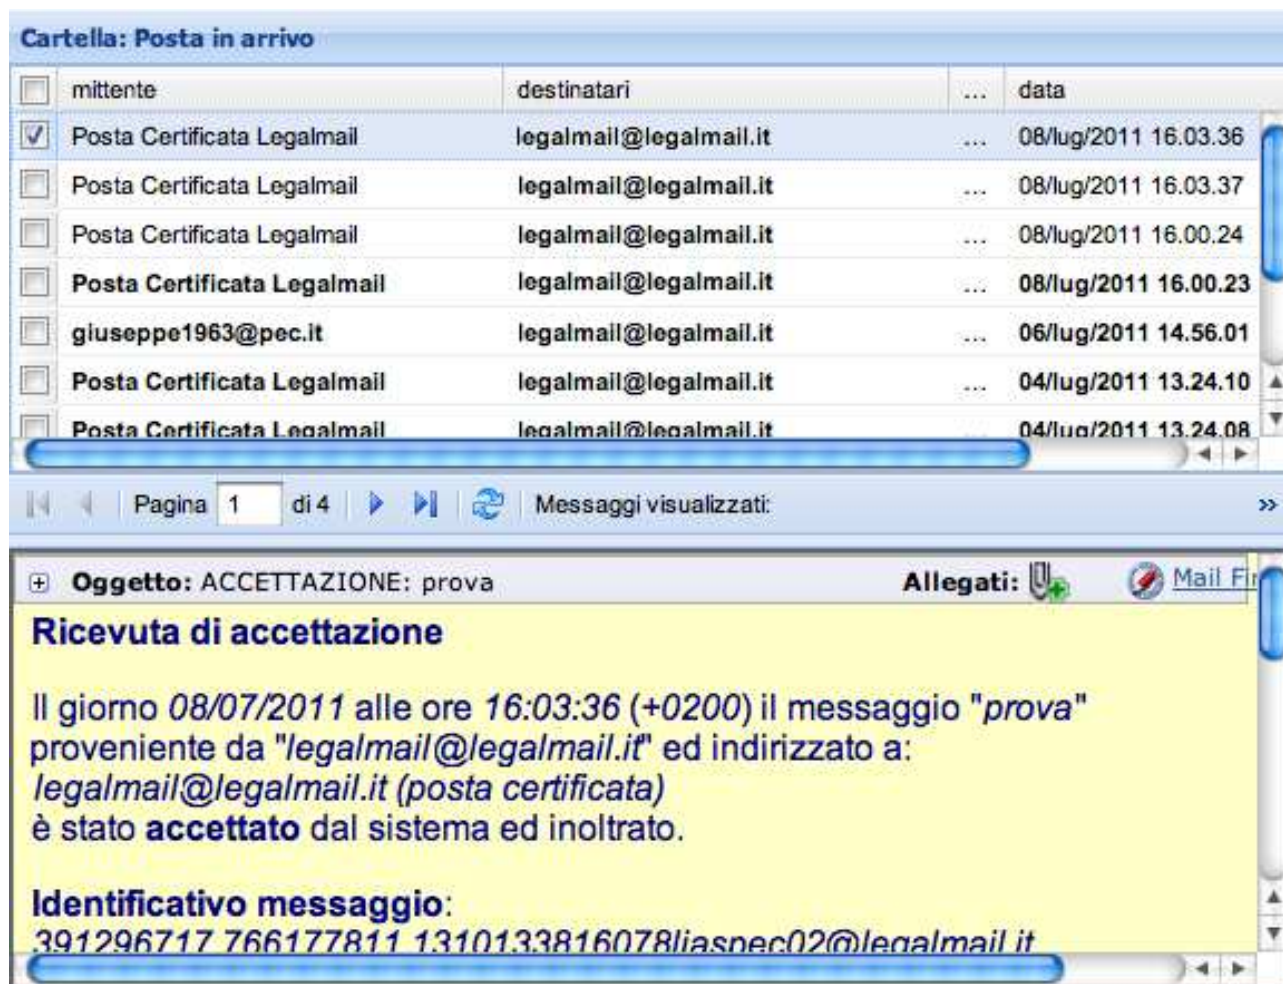 Cartella: Posta in arrivo
mittente destinatari ... data
Posta Certificata Legalmail legalmail@legalmail.it ... 08/lug/2011 16.03.36
Posta Certificata Legalmail legalmail@legalmail.it ... 08/lug/2011 16.03.37
Posta Certificata Legalmail legalmail@legalmail.it ... 08/lug/2011 16.00.24
Posta Certificata Legalmail legalmail@legalmail.it ... 08/lug/2011 16.00.23
giuseppe1963@pec.it legalmail@legalmail.it ... 06/lug/2011 14.56.01
Posta Certificata Legalmail legalmail@legalmail.it ... 04/lug/2011 13.24.10
Posta Certificata Legalmail legalmail@legalmail.it ... 04/lug/2011 13.24.08
Pagina 1 di 4 Messaggi visualizzati: »
Oggetto: ACCETTAZIONE: prova Allegati: Mail
Ricevuta di accettazione
Il giorno 08/07/2011 alle ore 16:03:36 (+0200) il messaggio "prova"
proveniente da "legalmail@legalmail.it" ed indirizzato a:
legalmail@legalmail.it (posta certificata)
è stato accettato dal sistema ed inoltrato.
Identificativo messaggio:
391296717.766177811.1310133816078liaspec02@legalmail.it